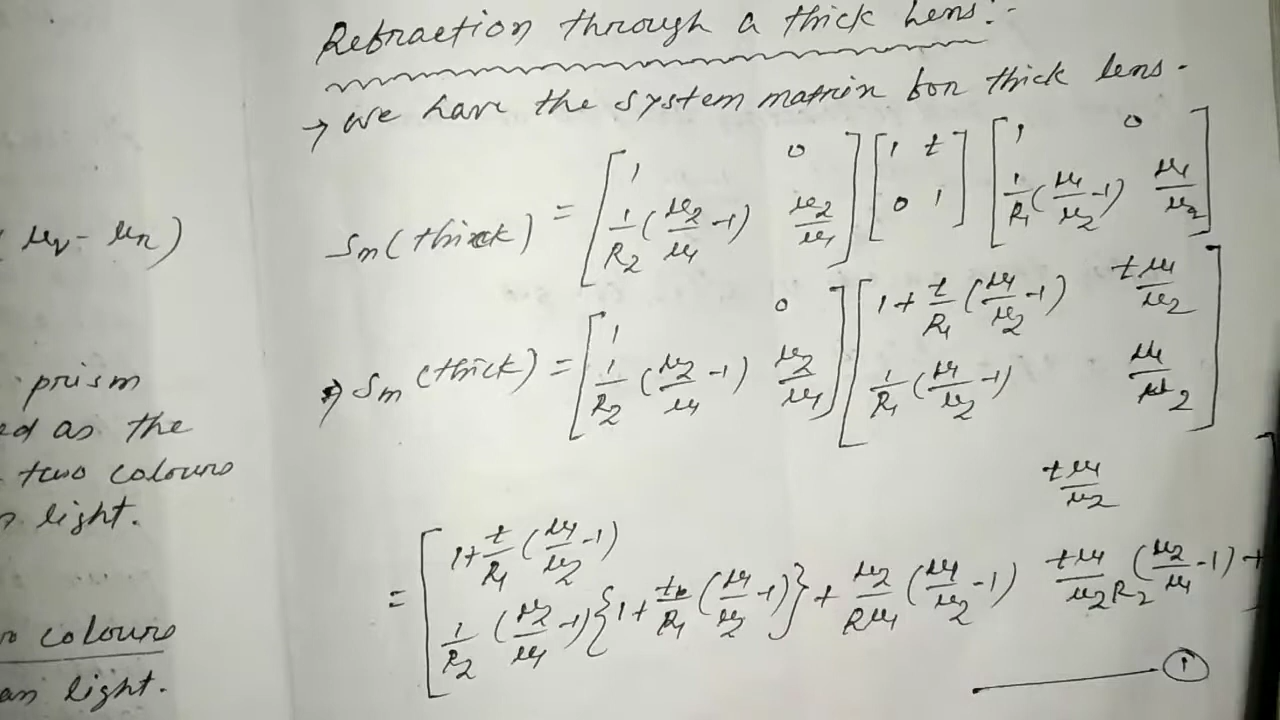 Refraction through a thick lens:-
→ we have the system matrix for thick lens.
Sm(thick) = [1 0; 1/R2 (μ2/μ1 -1) μ2/μ1] [1 t; 0 1] [1 0; 1/R1 (μ1/μ2 -1) μ1/μ2]
⇒ Sm (thick) = [1 0; 1/R2 (μ2/μ1 -1) μ2/μ1] [1+ t/R1 (μ1/μ2 -1) tμ1/μ2; 1/R1 (μ1/μ2 -1) μ1/μ2]
= [1+ t/R1 (μ1/μ2 -1) tμ1/μ2; 1/R2 (μ2/μ1 -1) {1+ t/R1 (μ1/μ2 -1)} + μ2/Rμ1 (μ1/μ2 -1) tμ1/μ2R2 (μ2/μ1 -1) +]
①
μv - μr)
prism
ed as the
two colours
light.
colours
an light.